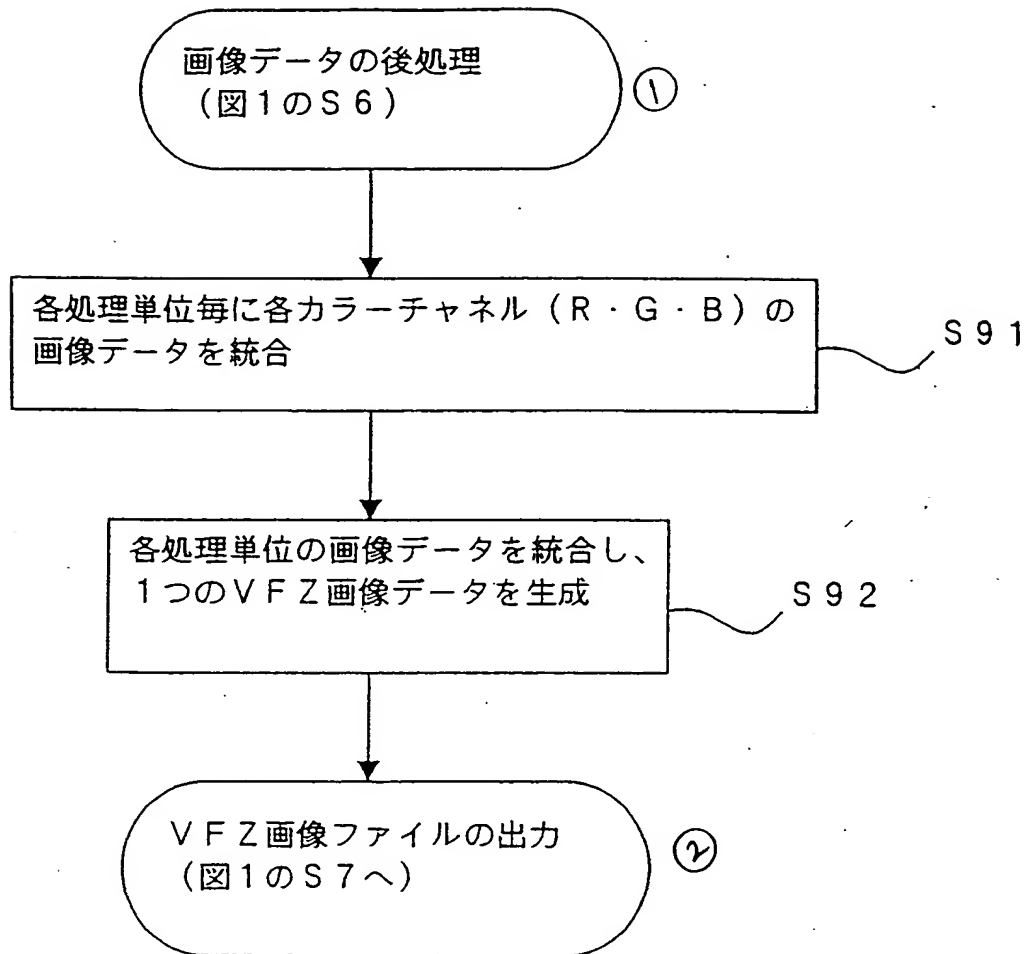 画像データの後処理
(図1のS6)
①
各処理単位毎に各カラーチャネル(R・G・B)の
画像データを統合
S91
各処理単位の画像データを統合し、
1つのVFZ画像データを生成
S92
VFZ画像ファイルの出力
(図1のS7へ)
②